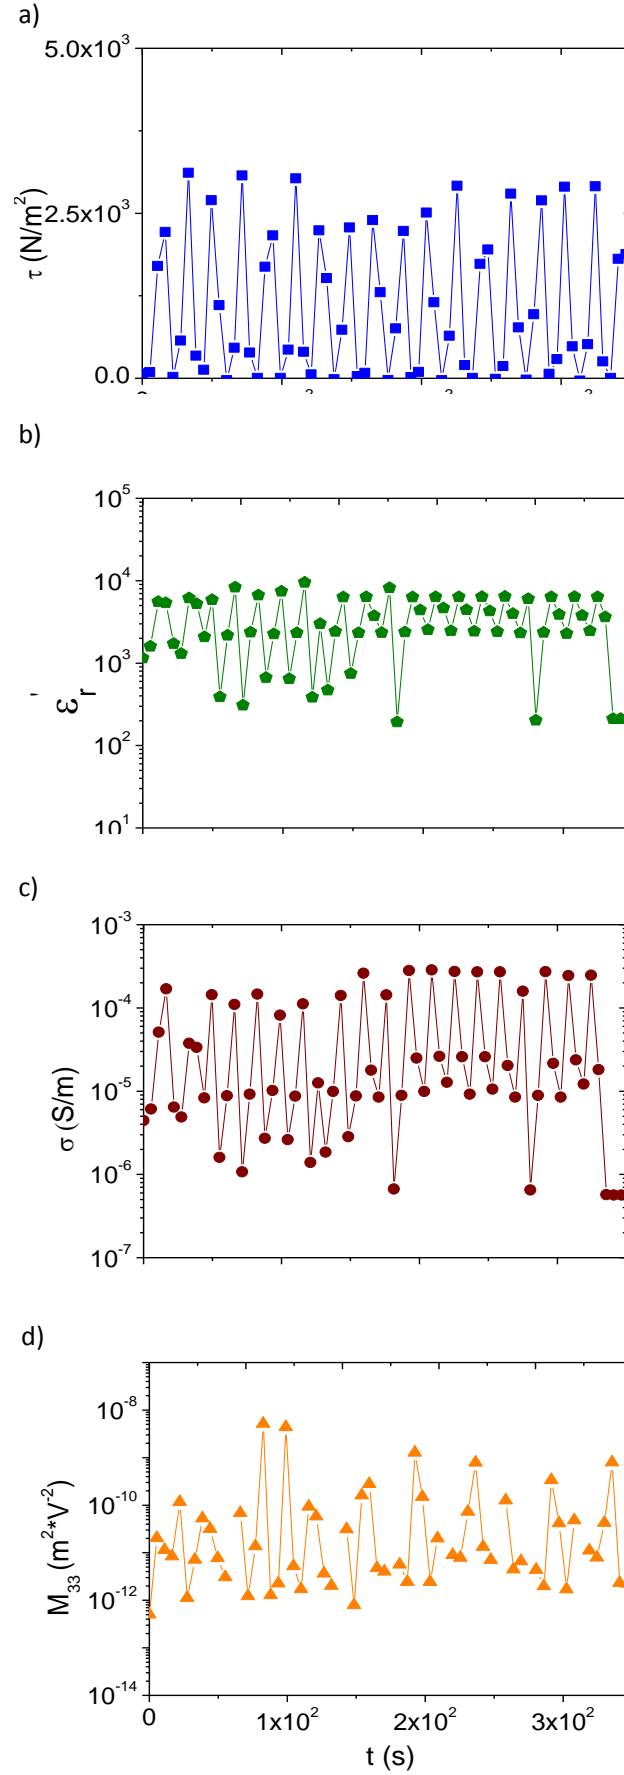 a)
5.0x10³
2.5x10³
0.0
τ (N/m²)
b)
10⁵
10⁴
10³
10²
10¹
ε'r
c)
10⁻³
10⁻⁴
10⁻⁵
10⁻⁶
10⁻⁷
σ (S/m)
d)
10⁻⁸
10⁻¹⁰
10⁻¹²
10⁻¹⁴
M₃₃ (m²*V⁻²)
0 1x10² 2x10² 3x10²
t (s)